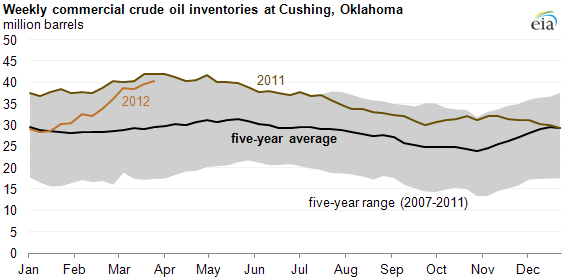 Weekly commercial crude oil inventories at Cushing, Oklahoma
million barrels
eia
50
45
40
35
30
25
20
15
10
5
0
2011
2012
five-year average
five-year range (2007-2011)
Jan Feb Mar Apr May Jun Jul Aug Sep Oct Nov Dec